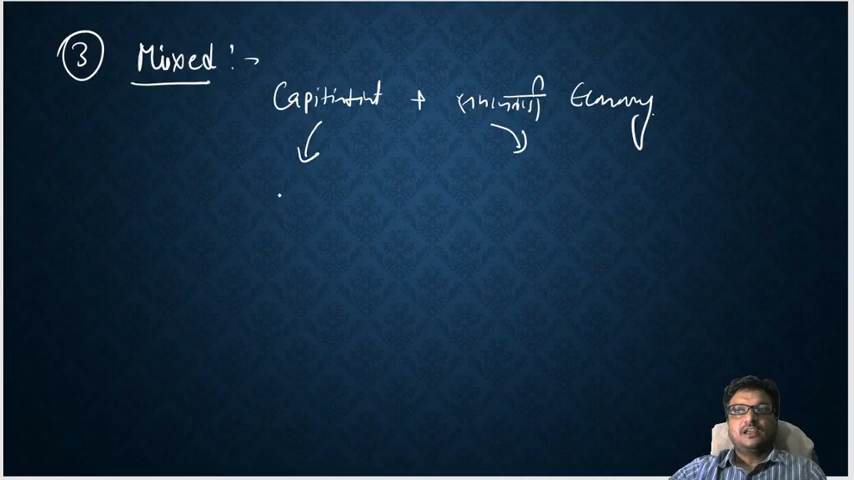 ③ Mixed :-
Capitalist + Economy